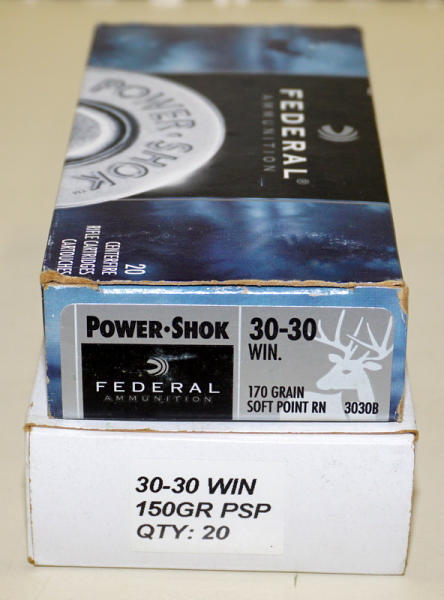 POWER•SHOK™
FEDERAL®
AMMUNITION
20
CENTERFIRE
RIFLE CARTRIDGES
CARTOUCHES
POWER•SHOK
FEDERAL
AMMUNITION
30-30
WIN.
170 GRAIN
SOFT POINT RN
3030B
30-30 WIN
150GR PSP
QTY: 20